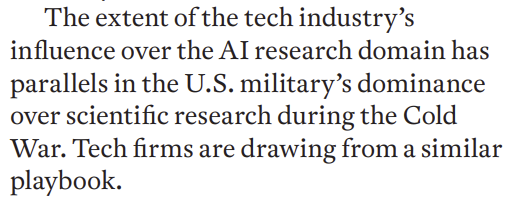 The extent of the tech industry’s
influence over the AI research domain has
parallels in the U.S. military’s dominance
over scientific research during the Cold
War. Tech firms are drawing from a similar
playbook.